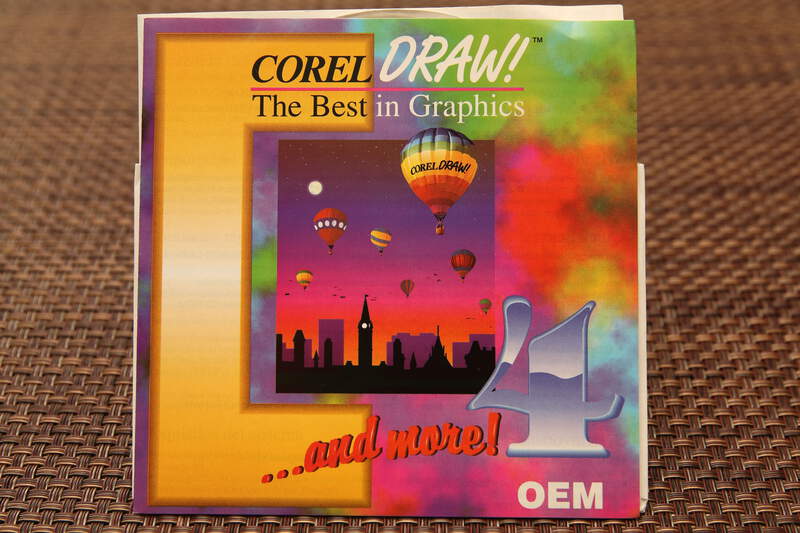 COREL DRAW!™
The Best in Graphics
COREL DRAW!
4
...and more!
OEM